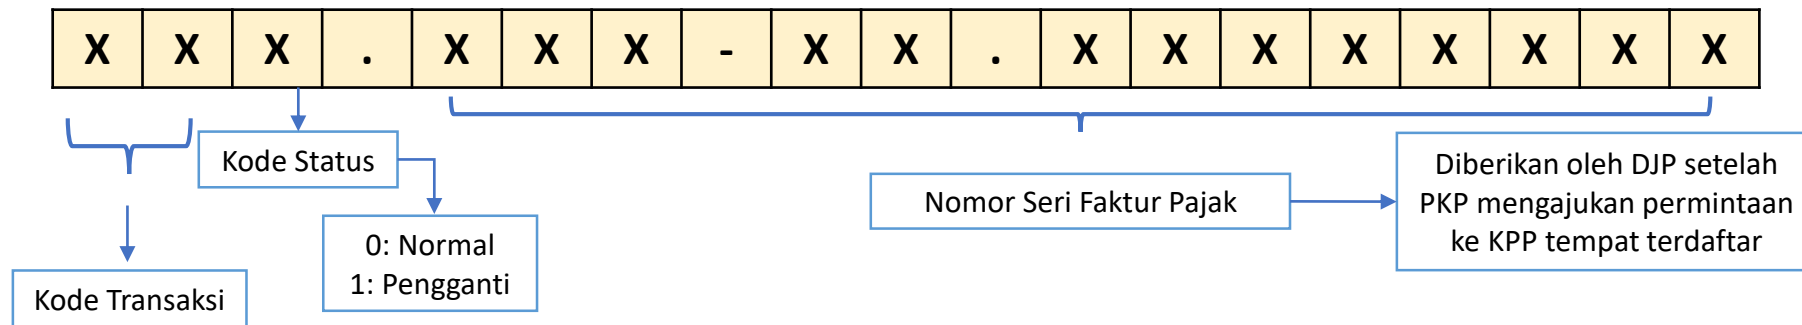 X X X . X X X - X X . X X X X X X X X
Kode Status
0: Normal
1: Pengganti
Kode Transaksi
Nomor Seri Faktur Pajak
Diberikan oleh DJP setelah
PKP mengajukan permintaan
ke KPP tempat terdaftar